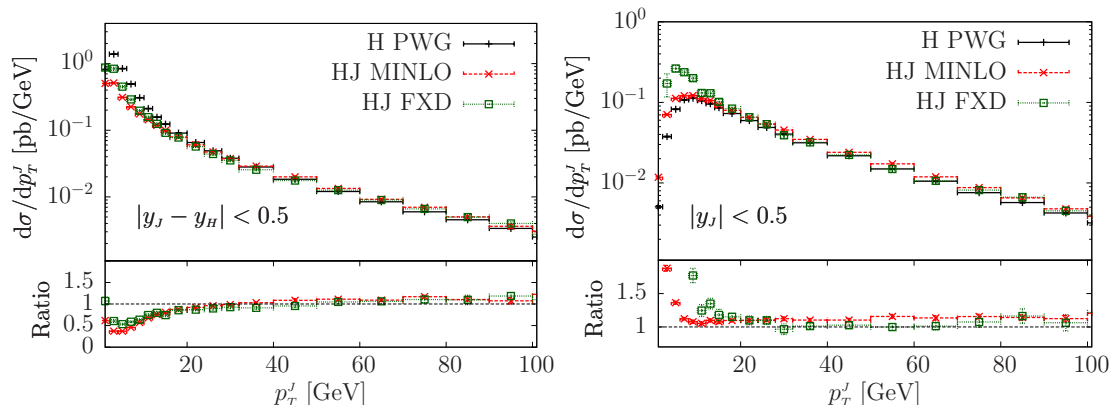 dσ/dp_T^J [pb/GeV]
10^0
10^-1
10^-2
H PWG
HJ MINLO
HJ FXD
|y_J − y_H| < 0.5
Ratio
1.5
1
0.5
0
20 40 60 80 100
p_T^J [GeV]
dσ/dp_T^J [pb/GeV]
10^0
10^-1
10^-2
H PWG
HJ MINLO
HJ FXD
|y_J| < 0.5
Ratio
1.5
1
20 40 60 80 100
p_T^J [GeV]